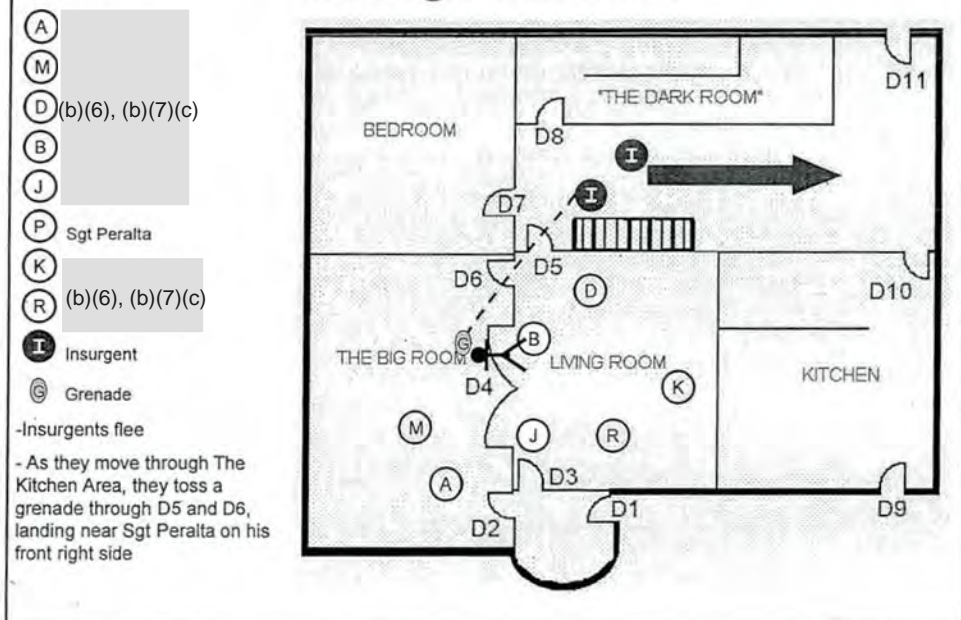 A
M
D (b)(6), (b)(7)(c)
B
J
P Sgt Peralta
K
R (b)(6), (b)(7)(c)
I Insurgent
G Grenade
-Insurgents flee
- As they move through The
Kitchen Area, they toss a
grenade through D5 and D6,
landing near Sgt Peralta on his
front right side
D11
"THE DARK ROOM"
BEDROOM
D8
I
I
D7
D5
D6
D
D10
G
B
THE BIG ROOM
LIVING ROOM
D4
KITCHEN
K
M
J
R
D3
A
D1
D9
D2